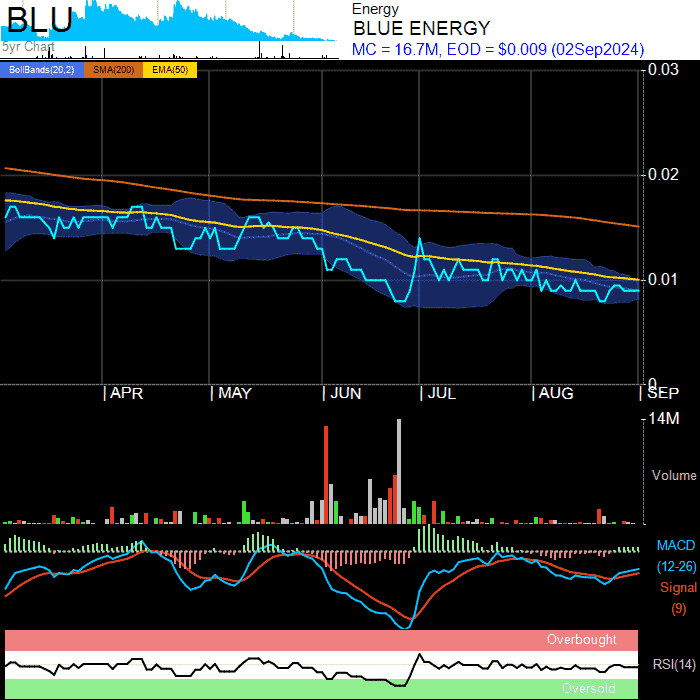 BLU
5yr Chart
Energy
BLUE ENERGY
MC = 16.7M, EOD = $0.009 (02Sep2024)
BollBands(20,2) SMA(200) EMA(50)
0.03
0.02
0.01
0
APR MAY JUN JUL AUG SEP
14M
Volume
MACD
(12-26)
Signal
(9)
Overbought
RSI(14)
Oversold